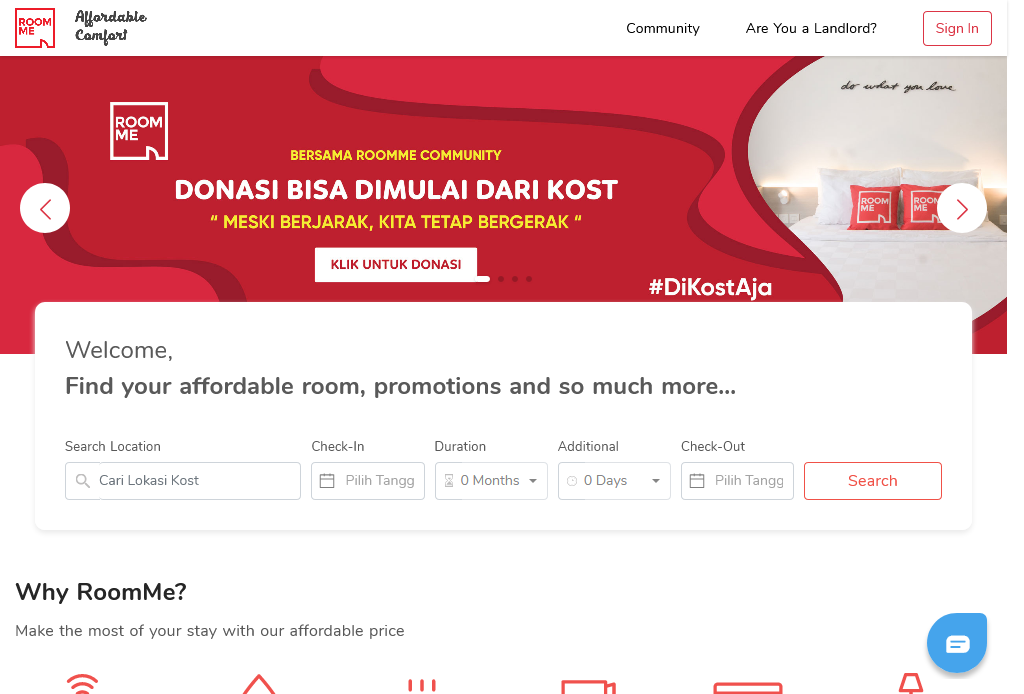 ROOM
ME
Affordable
Comfort
Community
Are You a Landlord?
Sign In
do what you love
ROOM
ME
BERSAMA ROOMME COMMUNITY
DONASI BISA DIMULAI DARI KOST
“ MESKI BERJARAK, KITA TETAP BERGERAK “
KLIK UNTUK DONASI
ROOM
ME
ROOM
ME
#DiKostAja
Welcome,
Find your affordable room, promotions and so much more...
Search Location
Check-In
Duration
Additional
Check-Out
Cari Lokasi Kost
Pilih Tangg
0 Months
0 Days
Pilih Tangg
Search
Why RoomMe?
Make the most of your stay with our affordable price